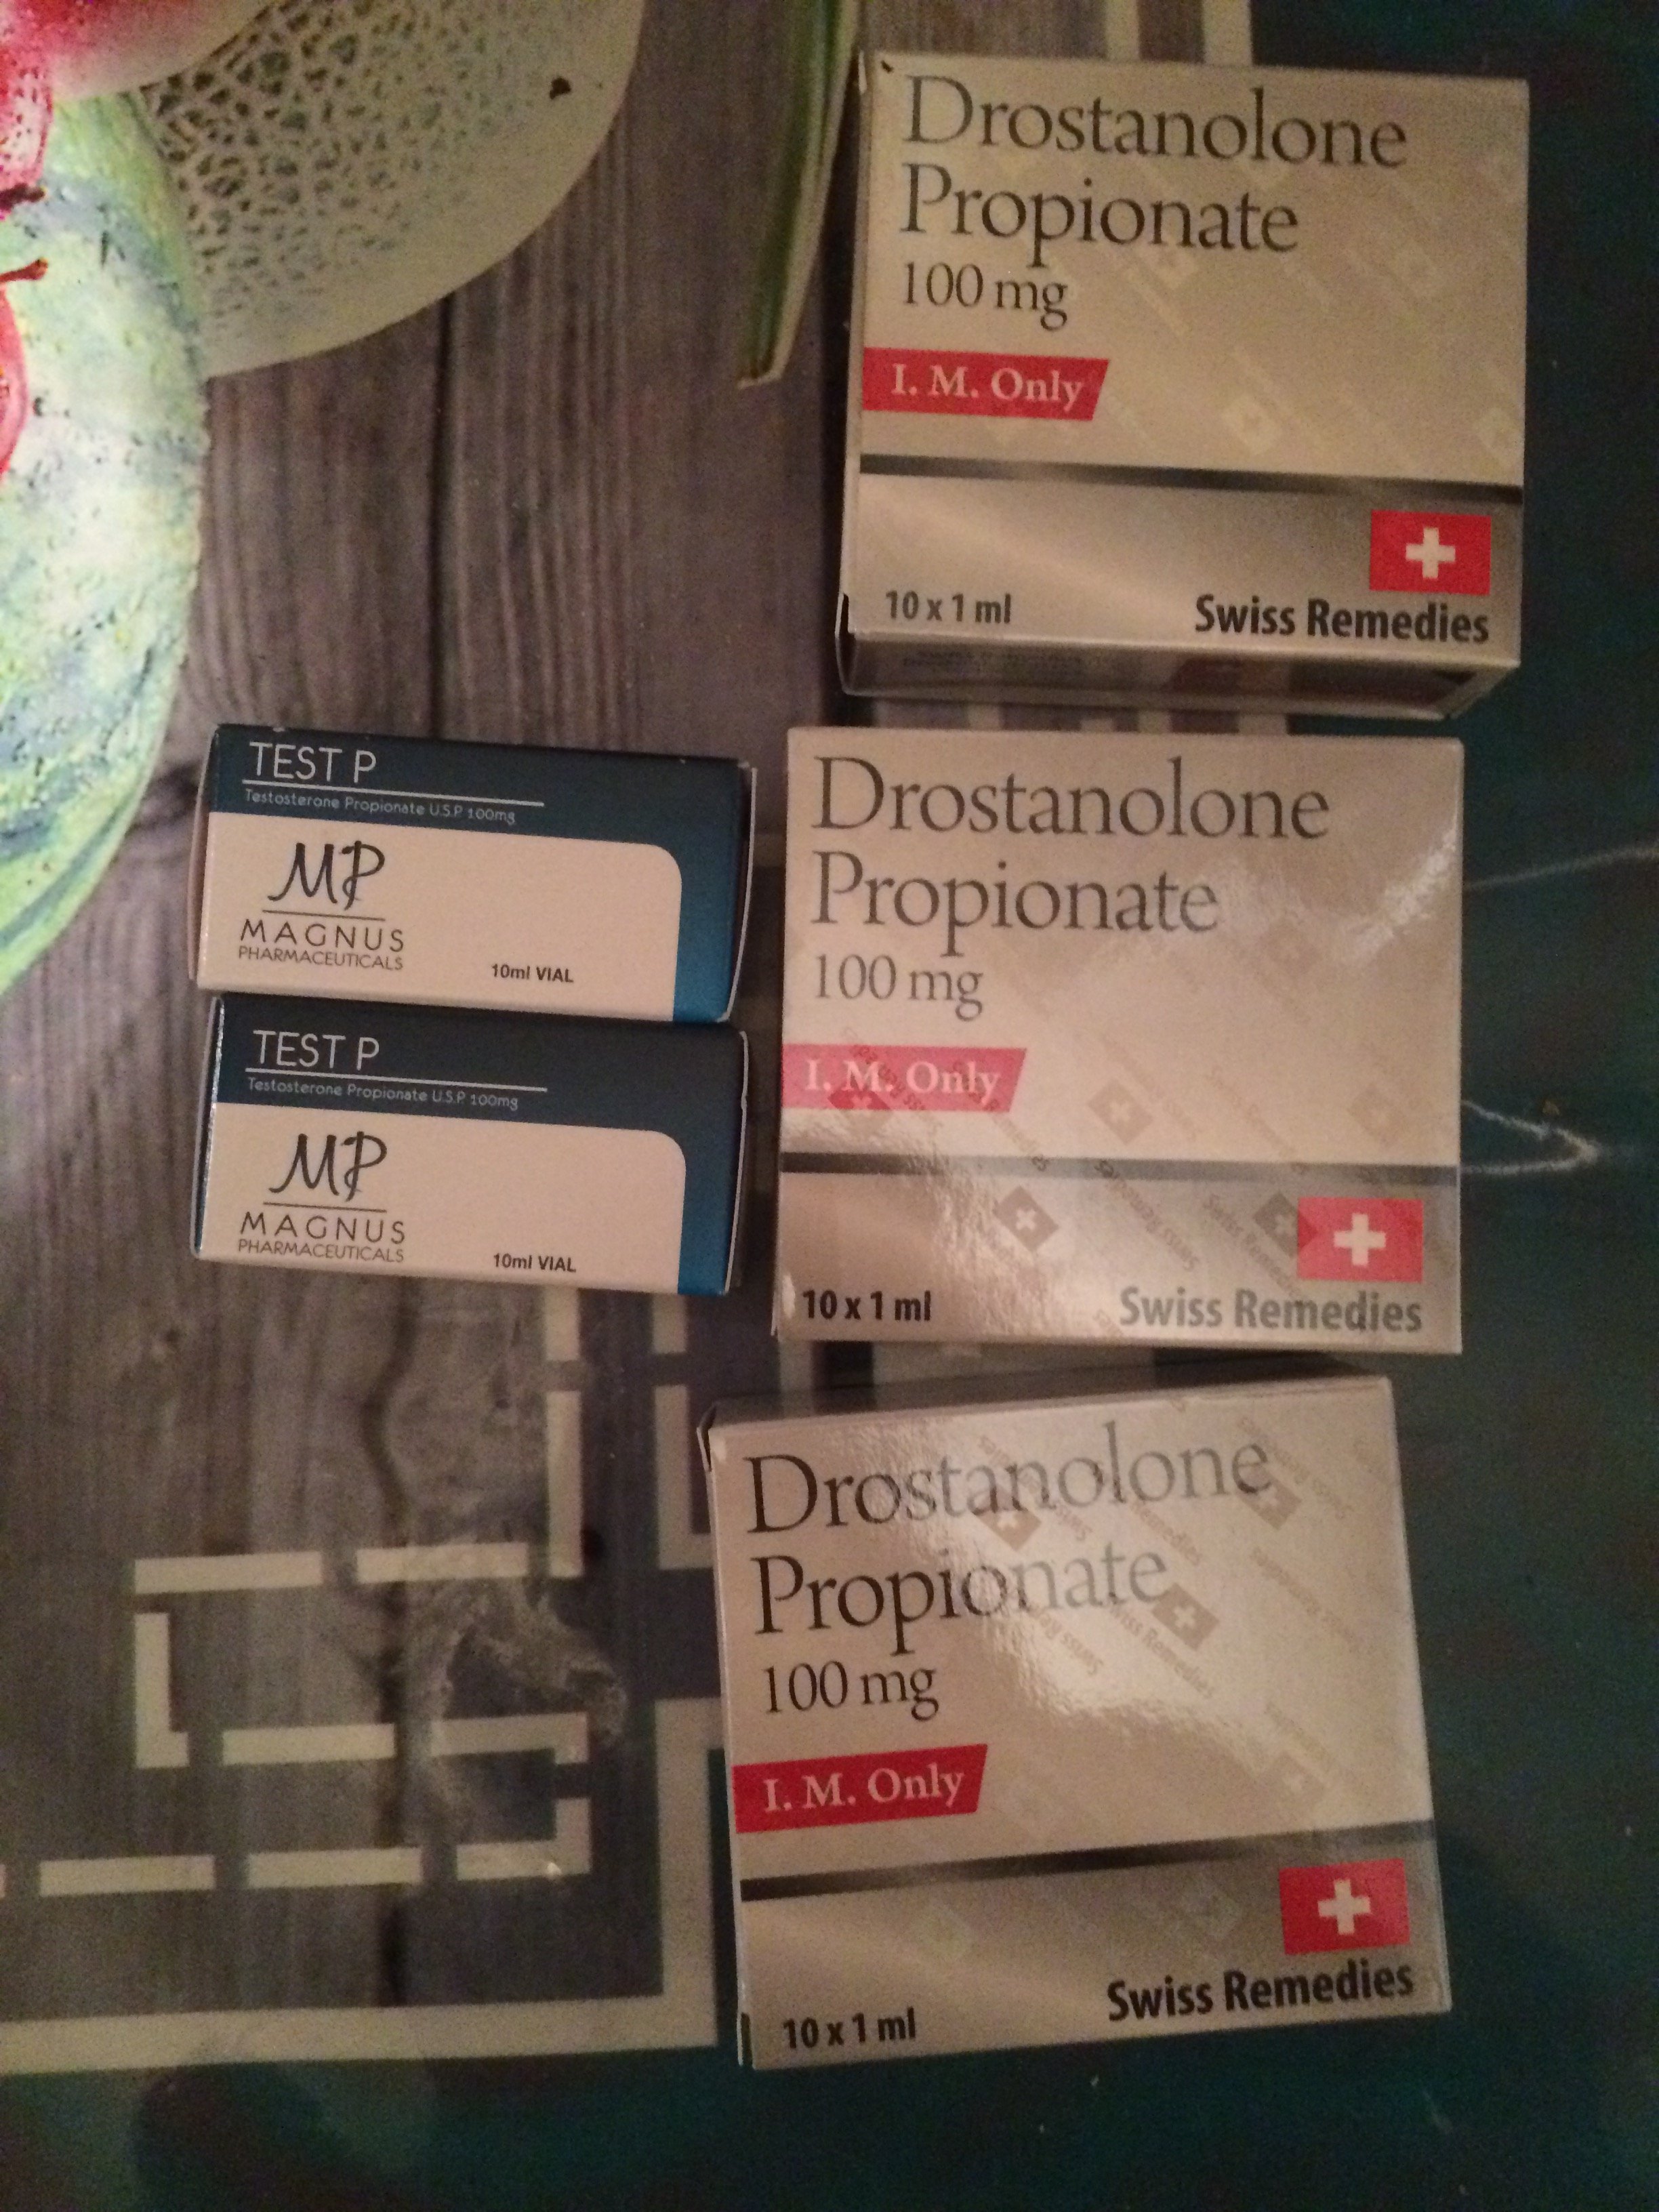 Drostanolone
Propionate
100 mg
I. M. Only
10 x 1 ml
Swiss Remedies
TEST P
Testosterone Propionate U.S.P. 100mg
MP
MAGNUS
PHARMACEUTICALS
10ml VIAL
TEST P
Testosterone Propionate U.S.P. 100mg
MP
MAGNUS
PHARMACEUTICALS
10ml VIAL
Drostanolone
Propionate
100 mg
I. M. Only
10 x 1 ml
Swiss Remedies
Drostanolone
Propionate
100 mg
I. M. Only
10 x 1 ml
Swiss Remedies